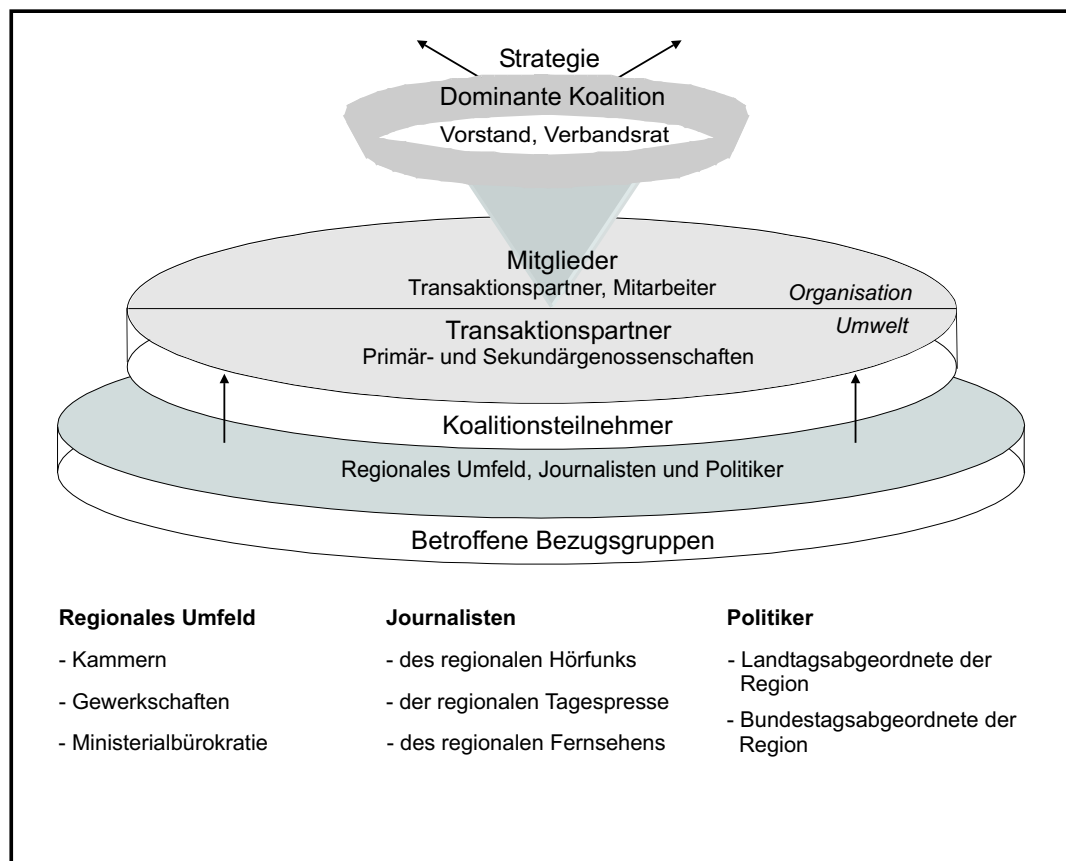 Strategie
Dominante Koalition
Vorstand, Verbandsrat
Mitglieder
Transaktionspartner, Mitarbeiter
Organisation
Umwelt
Transaktionspartner
Primär- und Sekundärgenossenschaften
Koalitionsteilnehmer
Regionales Umfeld, Journalisten und Politiker
Betroffene Bezugsgruppen
Regionales Umfeld
- Kammern
- Gewerkschaften
- Ministerialbürokratie
Journalisten
- des regionalen Hörfunks
- der regionalen Tagespresse
- des regionalen Fernsehens
Politiker
- Landtagsabgeordnete der
Region
- Bundestagsabgeordnete der
Region